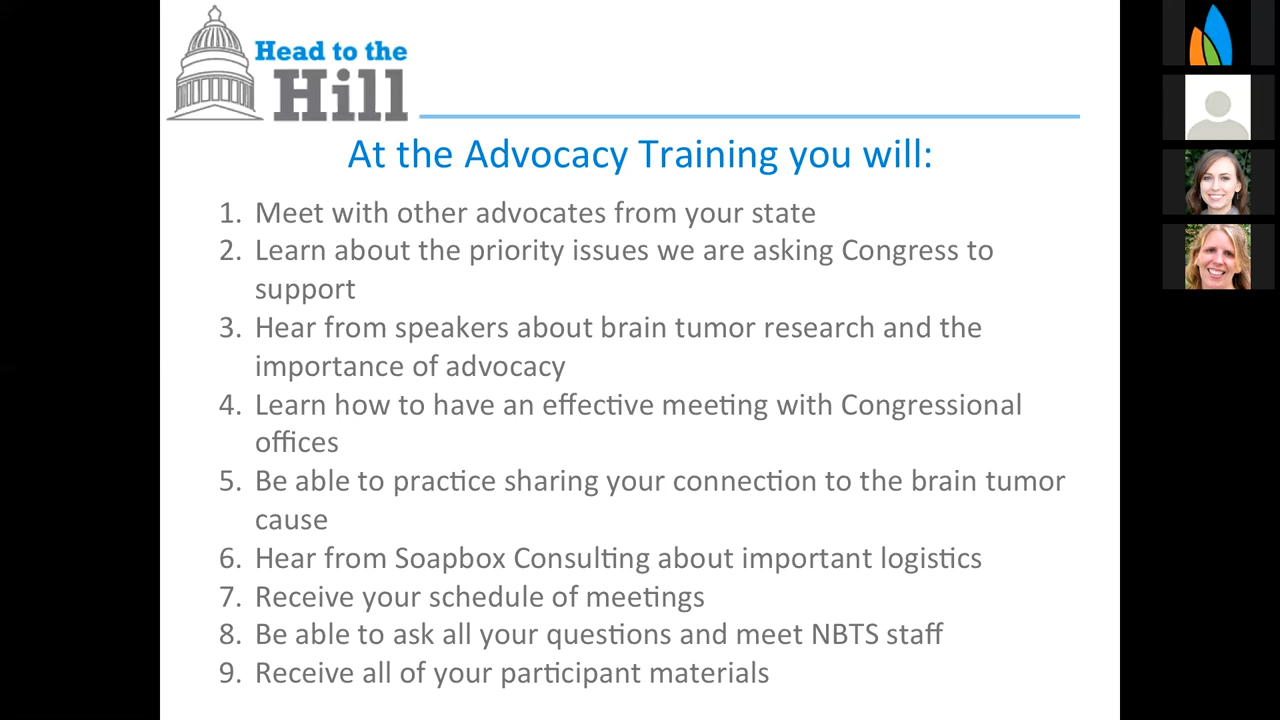 Head to the
Hill
At the Advocacy Training you will:
1. Meet with other advocates from your state
2. Learn about the priority issues we are asking Congress to
support
3. Hear from speakers about brain tumor research and the
importance of advocacy
4. Learn how to have an effective meeting with Congressional
offices
5. Be able to practice sharing your connection to the brain tumor
cause
6. Hear from Soapbox Consulting about important logistics
7. Receive your schedule of meetings
8. Be able to ask all your questions and meet NBTS staff
9. Receive all of your participant materials